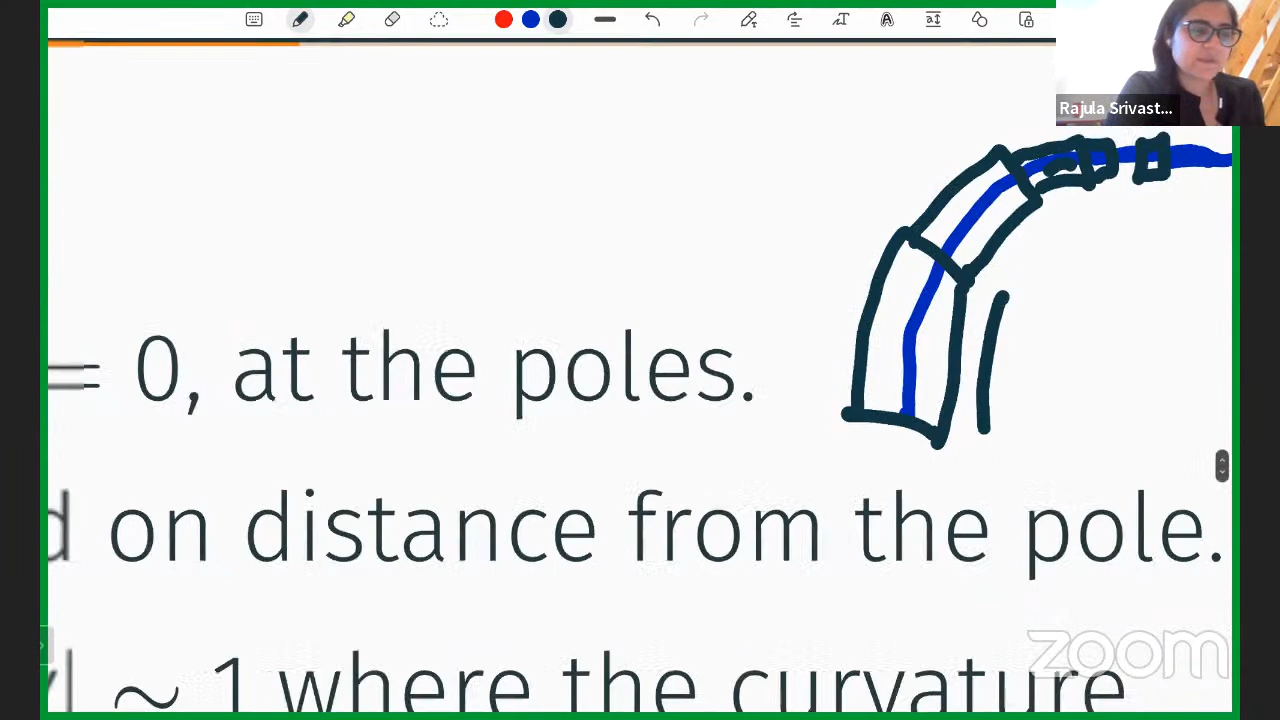 Rajula Srivast...
= 0, at the poles.
on distance from the pole.
~ 1 where the curvature
zoom